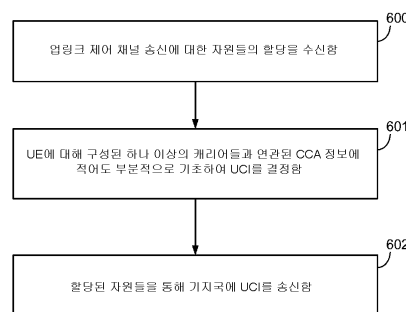 600
업링크 제어 채널 송신에 대한 자원들의 할당을 수신함
601
UE에 대해 구성된 하나 이상의 캐리어들과 연관된 CCA 정보에
적어도 부분적으로 기초하여 UCI를 결정함
602
할당된 자원들을 통해 기지국에 UCI를 송신함